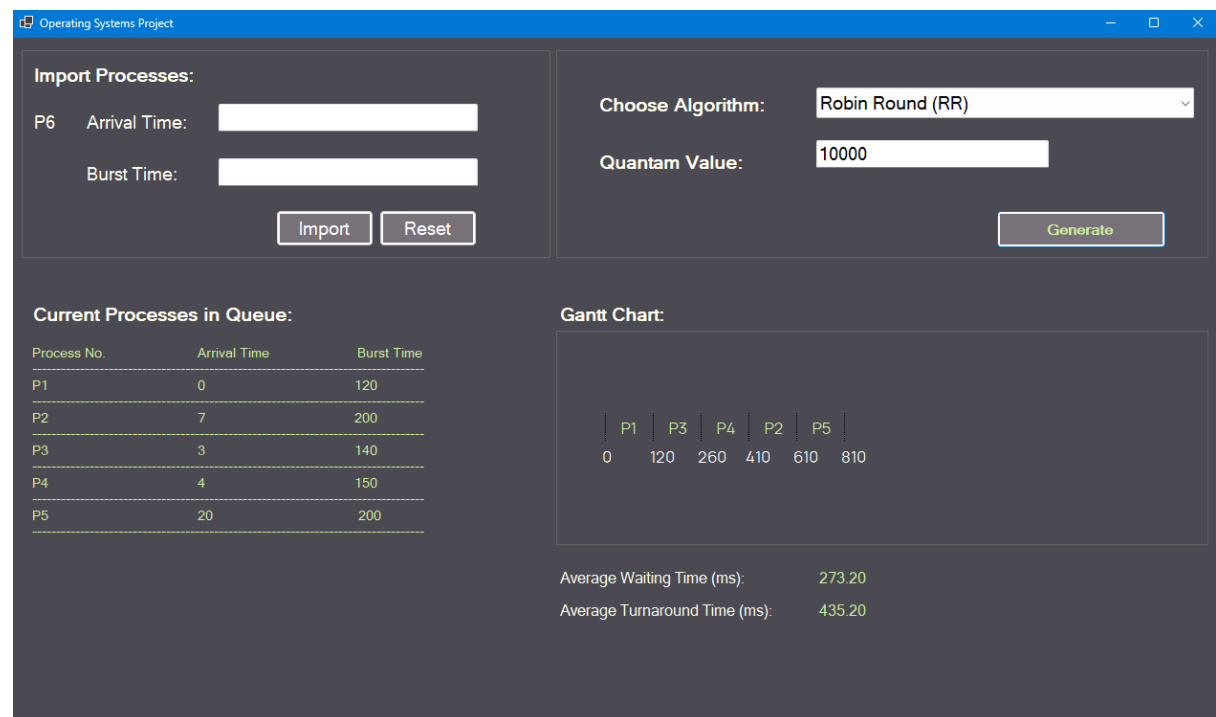 Operating Systems Project
Import Processes:
P6 Arrival Time:
Burst Time:
Import Reset
Choose Algorithm: Robin Round (RR)
Quantam Value: 10000
Generate
Current Processes in Queue:
Process No. Arrival Time Burst Time
P1 0 120
P2 7 200
P3 3 140
P4 4 150
P5 20 200
Gantt Chart:
P1 P3 P4 P2 P5
0 120 260 410 610 810
Average Waiting Time (ms): 273.20
Average Turnaround Time (ms): 435.20